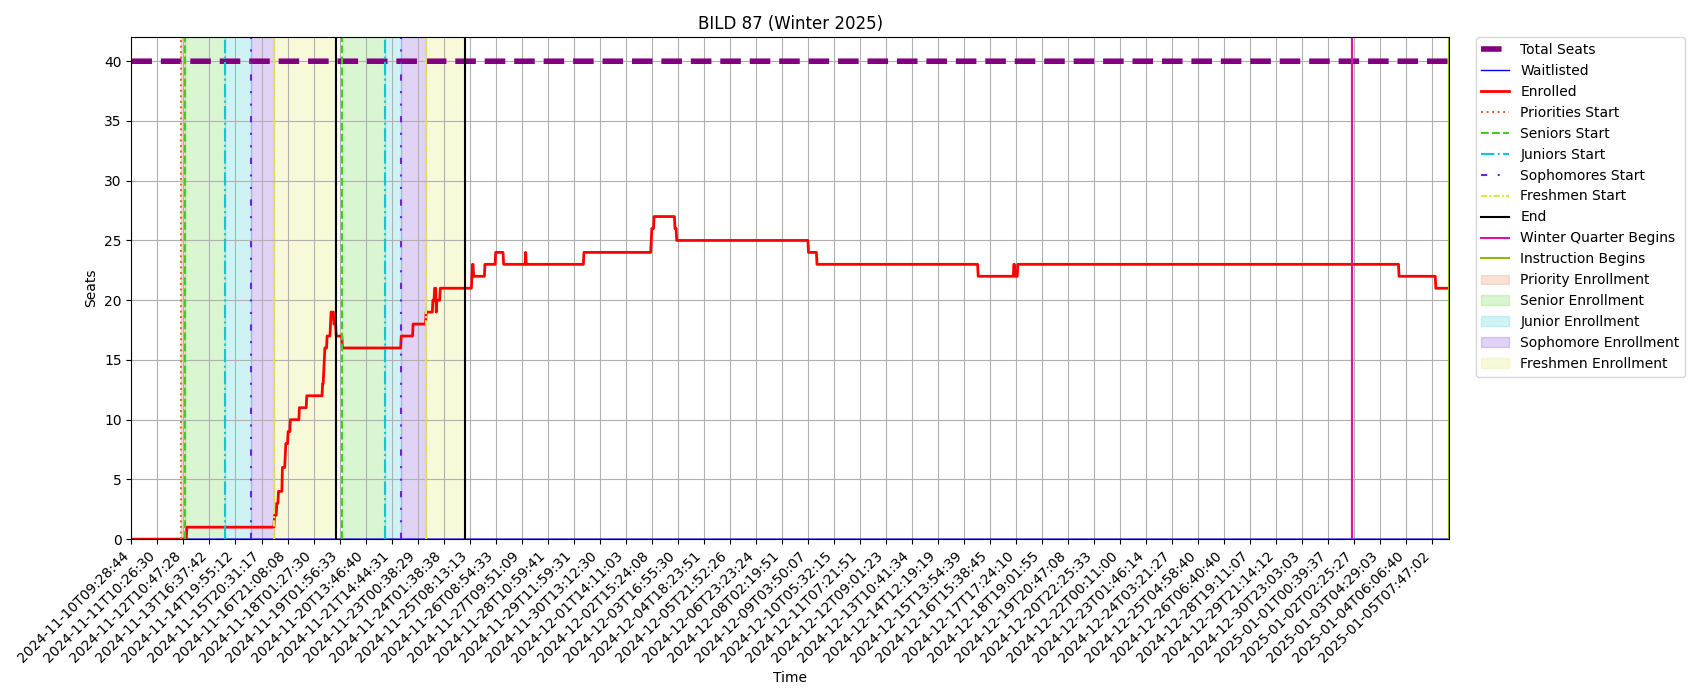 BILD 87 (Winter 2025)
Total Seats
Waitlisted
Enrolled
Priorities Start
Seniors Start
Juniors Start
Sophomores Start
Freshmen Start
End
Winter Quarter Begins
Instruction Begins
Priority Enrollment
Senior Enrollment
Junior Enrollment
Sophomore Enrollment
Freshmen Enrollment
Seats
40
35
30
25
20
15
10
5
0
2024-11-10T09:28:44
2024-11-11T10:26:30
2024-11-12T10:47:28
2024-11-13T16:37:42
2024-11-14T19:55:12
2024-11-15T20:31:17
2024-11-16T21:08:08
2024-11-18T01:27:30
2024-11-19T01:56:33
2024-11-20T13:46:40
2024-11-21T14:44:31
2024-11-23T00:38:29
2024-11-24T01:38:38
2024-11-25T08:13:13
2024-11-26T08:54:33
2024-11-27T09:51:09
2024-11-28T10:59:41
2024-11-29T11:59:31
2024-11-30T13:12:30
2024-12-01T14:11:03
2024-12-02T15:24:08
2024-12-03T16:55:30
2024-12-04T18:23:51
2024-12-05T21:52:26
2024-12-06T23:23:24
2024-12-08T02:19:51
2024-12-09T03:50:07
2024-12-10T05:32:15
2024-12-11T07:21:51
2024-12-12T09:01:23
2024-12-13T10:41:34
2024-12-14T12:19:19
2024-12-15T13:54:39
2024-12-16T15:38:45
2024-12-17T17:24:10
2024-12-18T19:01:55
2024-12-19T20:47:08
2024-12-20T22:25:33
2024-12-22T00:11:00
2024-12-24T01:46:14
2024-12-24T03:21:27
2024-12-25T04:58:40
2024-12-26T06:40:40
2024-12-28T19:11:07
2024-12-29T21:14:12
2024-12-30T23:03:03
2025-01-01T00:39:37
2025-01-02T02:25:27
2025-01-03T04:29:03
2025-01-04T06:06:40
2025-01-05T07:47:02
Time